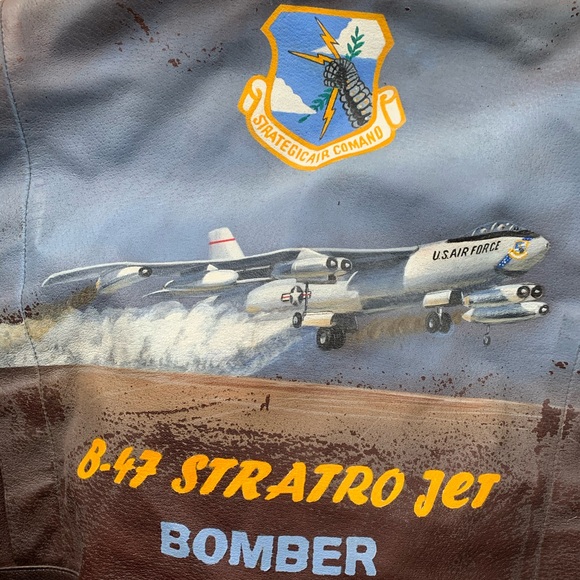 STRATEGIC AIR COMAND
U.S. AIR FORCE
B-47 STRATRO JET
BOMBER